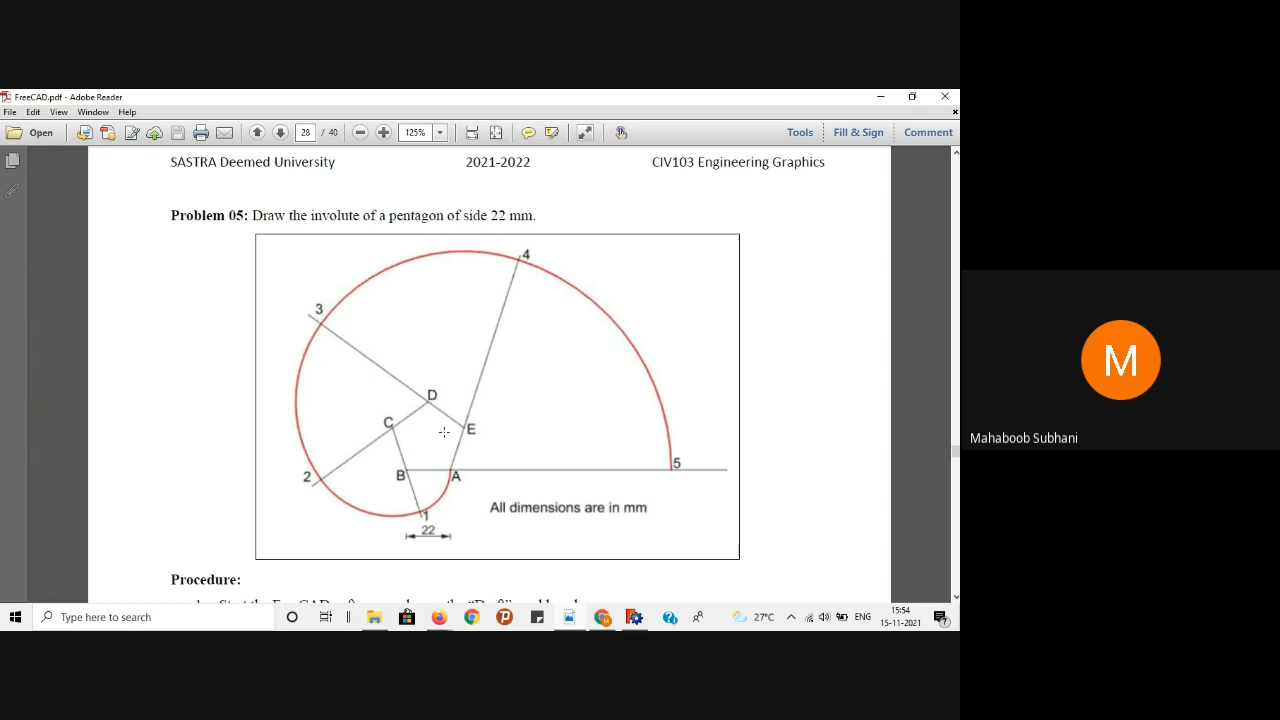 FreeCAD.pdf - Adobe Reader
File Edit View Window Help
Open 28 / 40 125% Tools Fill & Sign Comment
SASTRA Deemed University 2021-2022 CIV103 Engineering Graphics
Problem 05: Draw the involute of a pentagon of side 22 mm.
4
3
D
C
E
2
B
A
5
1
All dimensions are in mm
22
M
Mahaboob Subhani
Procedure:
Type here to search
27°C ENG
15:54
15-11-2021
7